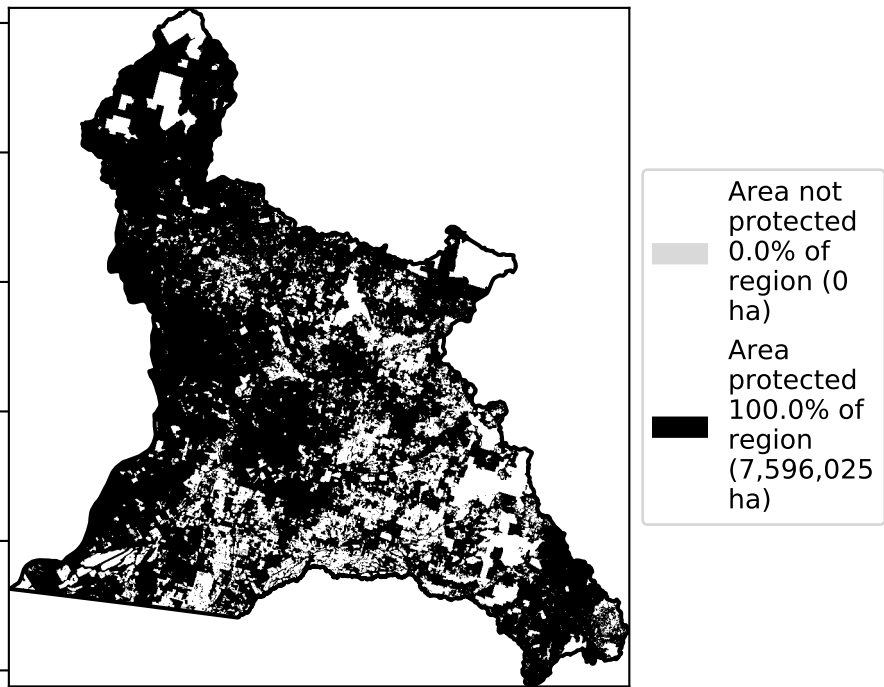 Area not
protected
0.0% of
region (0
ha)
Area
protected
100.0% of
region
(7,596,025
ha)